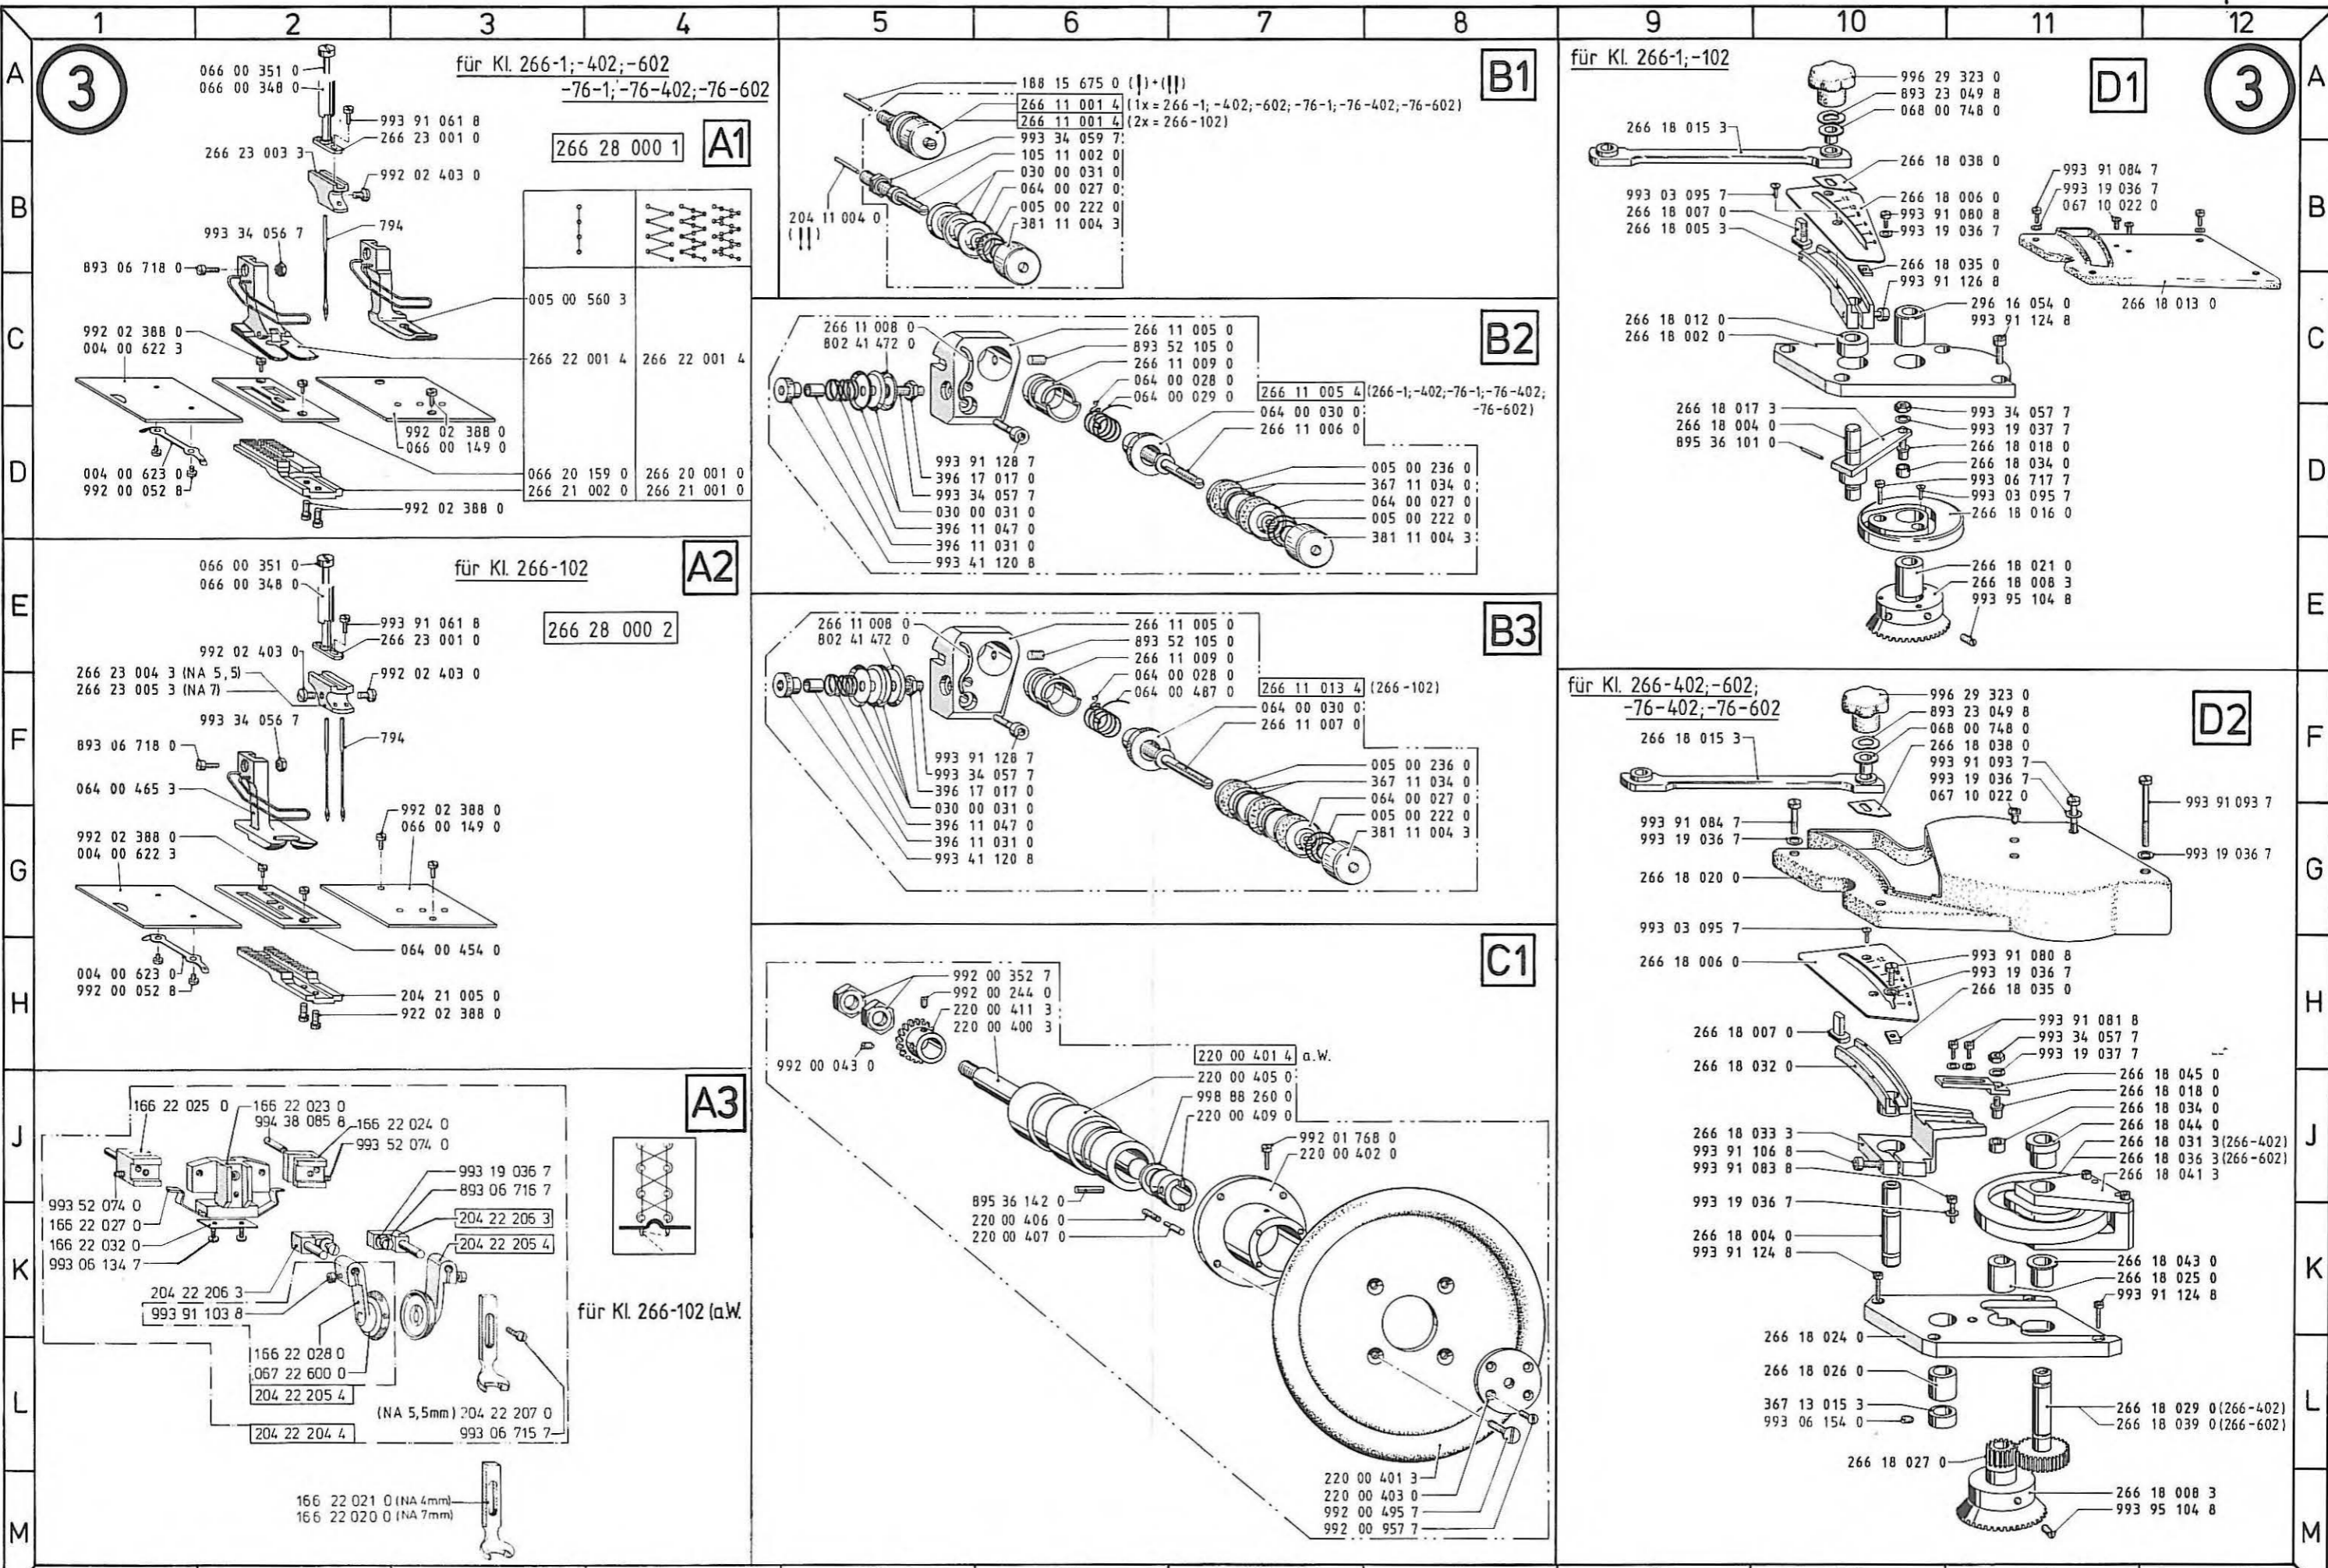 1 2 3 4 5 6 7 8 9 10 11 12
A B C D E F G H J K L M
3
für Kl. 266-1;-402;-602
-76-1;-76-402;-76-602
A1
266 28 000 1
066 00 351 0
066 00 348 0
993 91 061 8
266 23 001 0
266 23 003 3
992 02 403 0
794
993 34 056 7
893 06 718 0
005 00 560 3
992 02 388 0
004 00 622 3
266 22 001 4 266 22 001 4
992 02 388 0
066 00 149 0
004 00 623 0
992 00 052 8
066 20 159 0 266 20 001 0
266 21 002 0 266 21 001 0
992 02 388 0
für Kl. 266-102
A2
266 28 000 2
066 00 351 0
066 00 348 0
993 91 061 8
266 23 001 0
992 02 403 0
266 23 004 3 (NA 5,5)
266 23 005 3 (NA 7)
992 02 403 0
993 34 056 7
794
893 06 718 0
064 00 465 3
992 02 388 0
066 00 149 0
992 02 388 0
004 00 622 3
064 00 454 0
004 00 623 0
992 00 052 8
204 21 005 0
922 02 388 0
A3
166 22 025 0
166 22 023 0
994 38 085 8
166 22 024 0
993 52 074 0
993 19 036 7
893 06 716 7
993 52 074 0
166 22 027 0
166 22 032 0
993 06 134 7
204 22 206 3
204 22 205 4
204 22 206 3
993 91 103 8
für Kl. 266-102 (a.W.
166 22 028 0
067 22 600 0
204 22 205 4
(NA 5,5mm) 204 22 207 0
993 06 715 7
204 22 204 4
166 22 021 0 (NA 4mm)
166 22 020 0 (NA 7mm)
B1
188 15 675 0
266 11 001 4 (1x = 266-1; -402;-602; -76-1;-76-402;-76-602)
266 11 001 4 (2x = 266-102)
993 34 059 7
105 11 002 0
030 00 031 0
064 00 027 0
005 00 222 0
381 11 004 3
204 11 004 0
B2
266 11 008 0
802 41 472 0
266 11 005 0
893 52 105 0
266 11 009 0
064 00 028 0
064 00 029 0
266 11 005 4 (266-1;-402;-76-1;-76-402;
-76-602)
064 00 030 0
266 11 006 0
993 91 128 7
396 17 017 0
993 34 057 7
030 00 031 0
396 11 047 0
396 11 031 0
993 41 120 8
005 00 236 0
367 11 034 0
064 00 027 0
005 00 222 0
381 11 004 3
B3
266 11 008 0
802 41 472 0
266 11 005 0
893 52 105 0
266 11 009 0
064 00 028 0
064 00 487 0
266 11 013 4 (266-102)
064 00 030 0
266 11 007 0
993 91 128 7
993 34 057 7
396 17 017 0
030 00 031 0
396 11 047 0
396 11 031 0
993 41 120 8
005 00 236 0
367 11 034 0
064 00 027 0
005 00 222 0
381 11 004 3
C1
992 00 352 7
992 00 244 0
220 00 411 3
220 00 400 3
992 00 043 0
220 00 401 4 a.W.
220 00 405 0
998 88 260 0
220 00 409 0
992 01 768 0
220 00 402 0
895 36 142 0
220 00 406 0
220 00 407 0
220 00 401 3
220 00 403 0
992 00 495 7
992 00 957 7
für Kl. 266-1;-102
D1
3
996 29 323 0
893 23 049 8
068 00 748 0
266 18 015 3
266 18 038 0
993 03 095 7
266 18 007 0
266 18 005 3
266 18 006 0
993 91 080 8
993 19 036 7
993 91 084 7
993 19 036 7
067 10 022 0
266 18 035 0
993 91 126 8
296 16 054 0
993 91 124 8
266 18 013 0
266 18 012 0
266 18 002 0
266 18 017 3
266 18 004 0
895 36 101 0
993 34 057 7
993 19 037 7
266 18 018 0
266 18 034 0
993 06 717 7
993 03 095 7
266 18 016 0
266 18 021 0
266 18 008 3
993 95 104 8
für Kl. 266-402;-602;
-76-402;-76-602
D2
996 29 323 0
893 23 049 8
068 00 748 0
266 18 038 0
993 91 093 7
993 19 036 7
067 10 022 0
266 18 015 3
993 91 093 7
993 91 084 7
993 19 036 7
993 19 036 7
266 18 020 0
993 03 095 7
266 18 006 0
993 91 080 8
993 19 036 7
266 18 035 0
266 18 007 0
266 18 032 0
993 91 081 8
993 34 057 7
993 19 037 7
266 18 045 0
266 18 018 0
266 18 034 0
266 18 044 0
266 18 031 3 (266-402)
266 18 036 3 (266-602)
266 18 041 3
266 18 033 3
993 91 106 8
993 91 083 8
993 19 036 7
266 18 004 0
993 91 124 8
266 18 043 0
266 18 025 0
993 91 124 8
266 18 024 0
266 18 026 0
367 13 015 3
993 06 154 0
266 18 029 0 (266-402)
266 18 039 0 (266-602)
266 18 027 0
266 18 008 3
993 95 104 8
A B C D E F G H J K L M